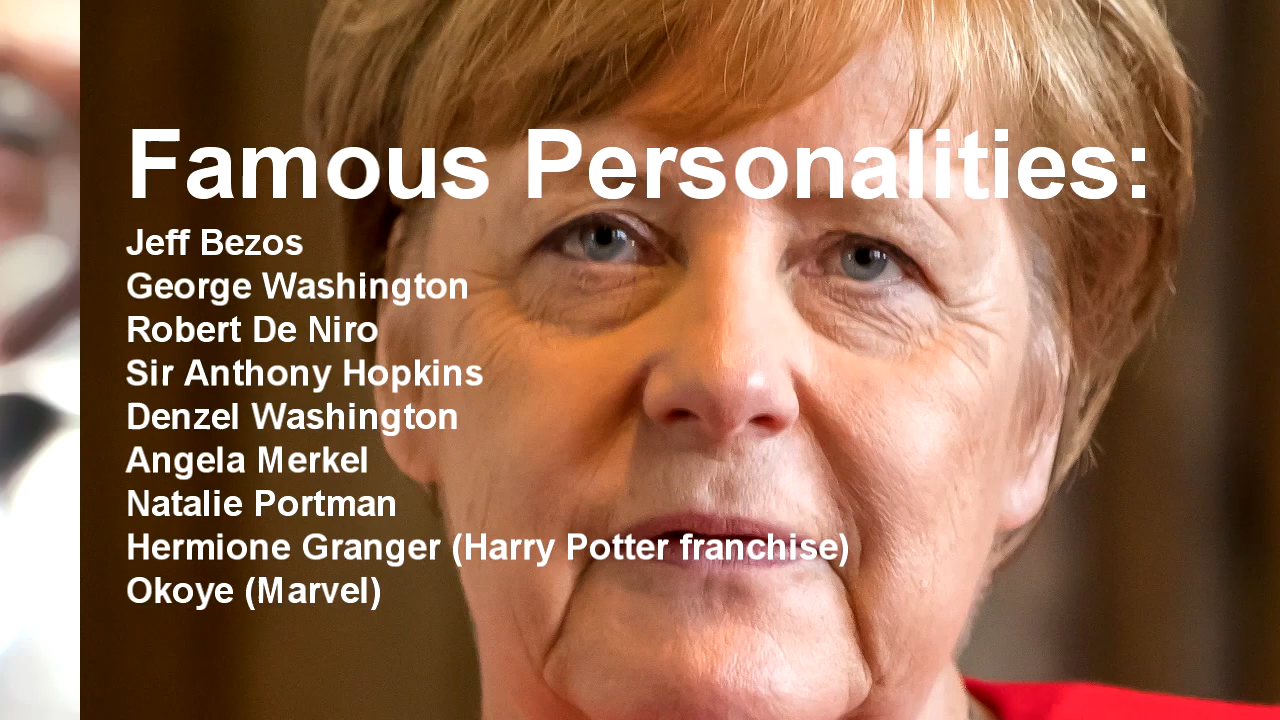 Famous Personalities:
Jeff Bezos
George Washington
Robert De Niro
Sir Anthony Hopkins
Denzel Washington
Angela Merkel
Natalie Portman
Hermione Granger (Harry Potter franchise)
Okoye (Marvel)